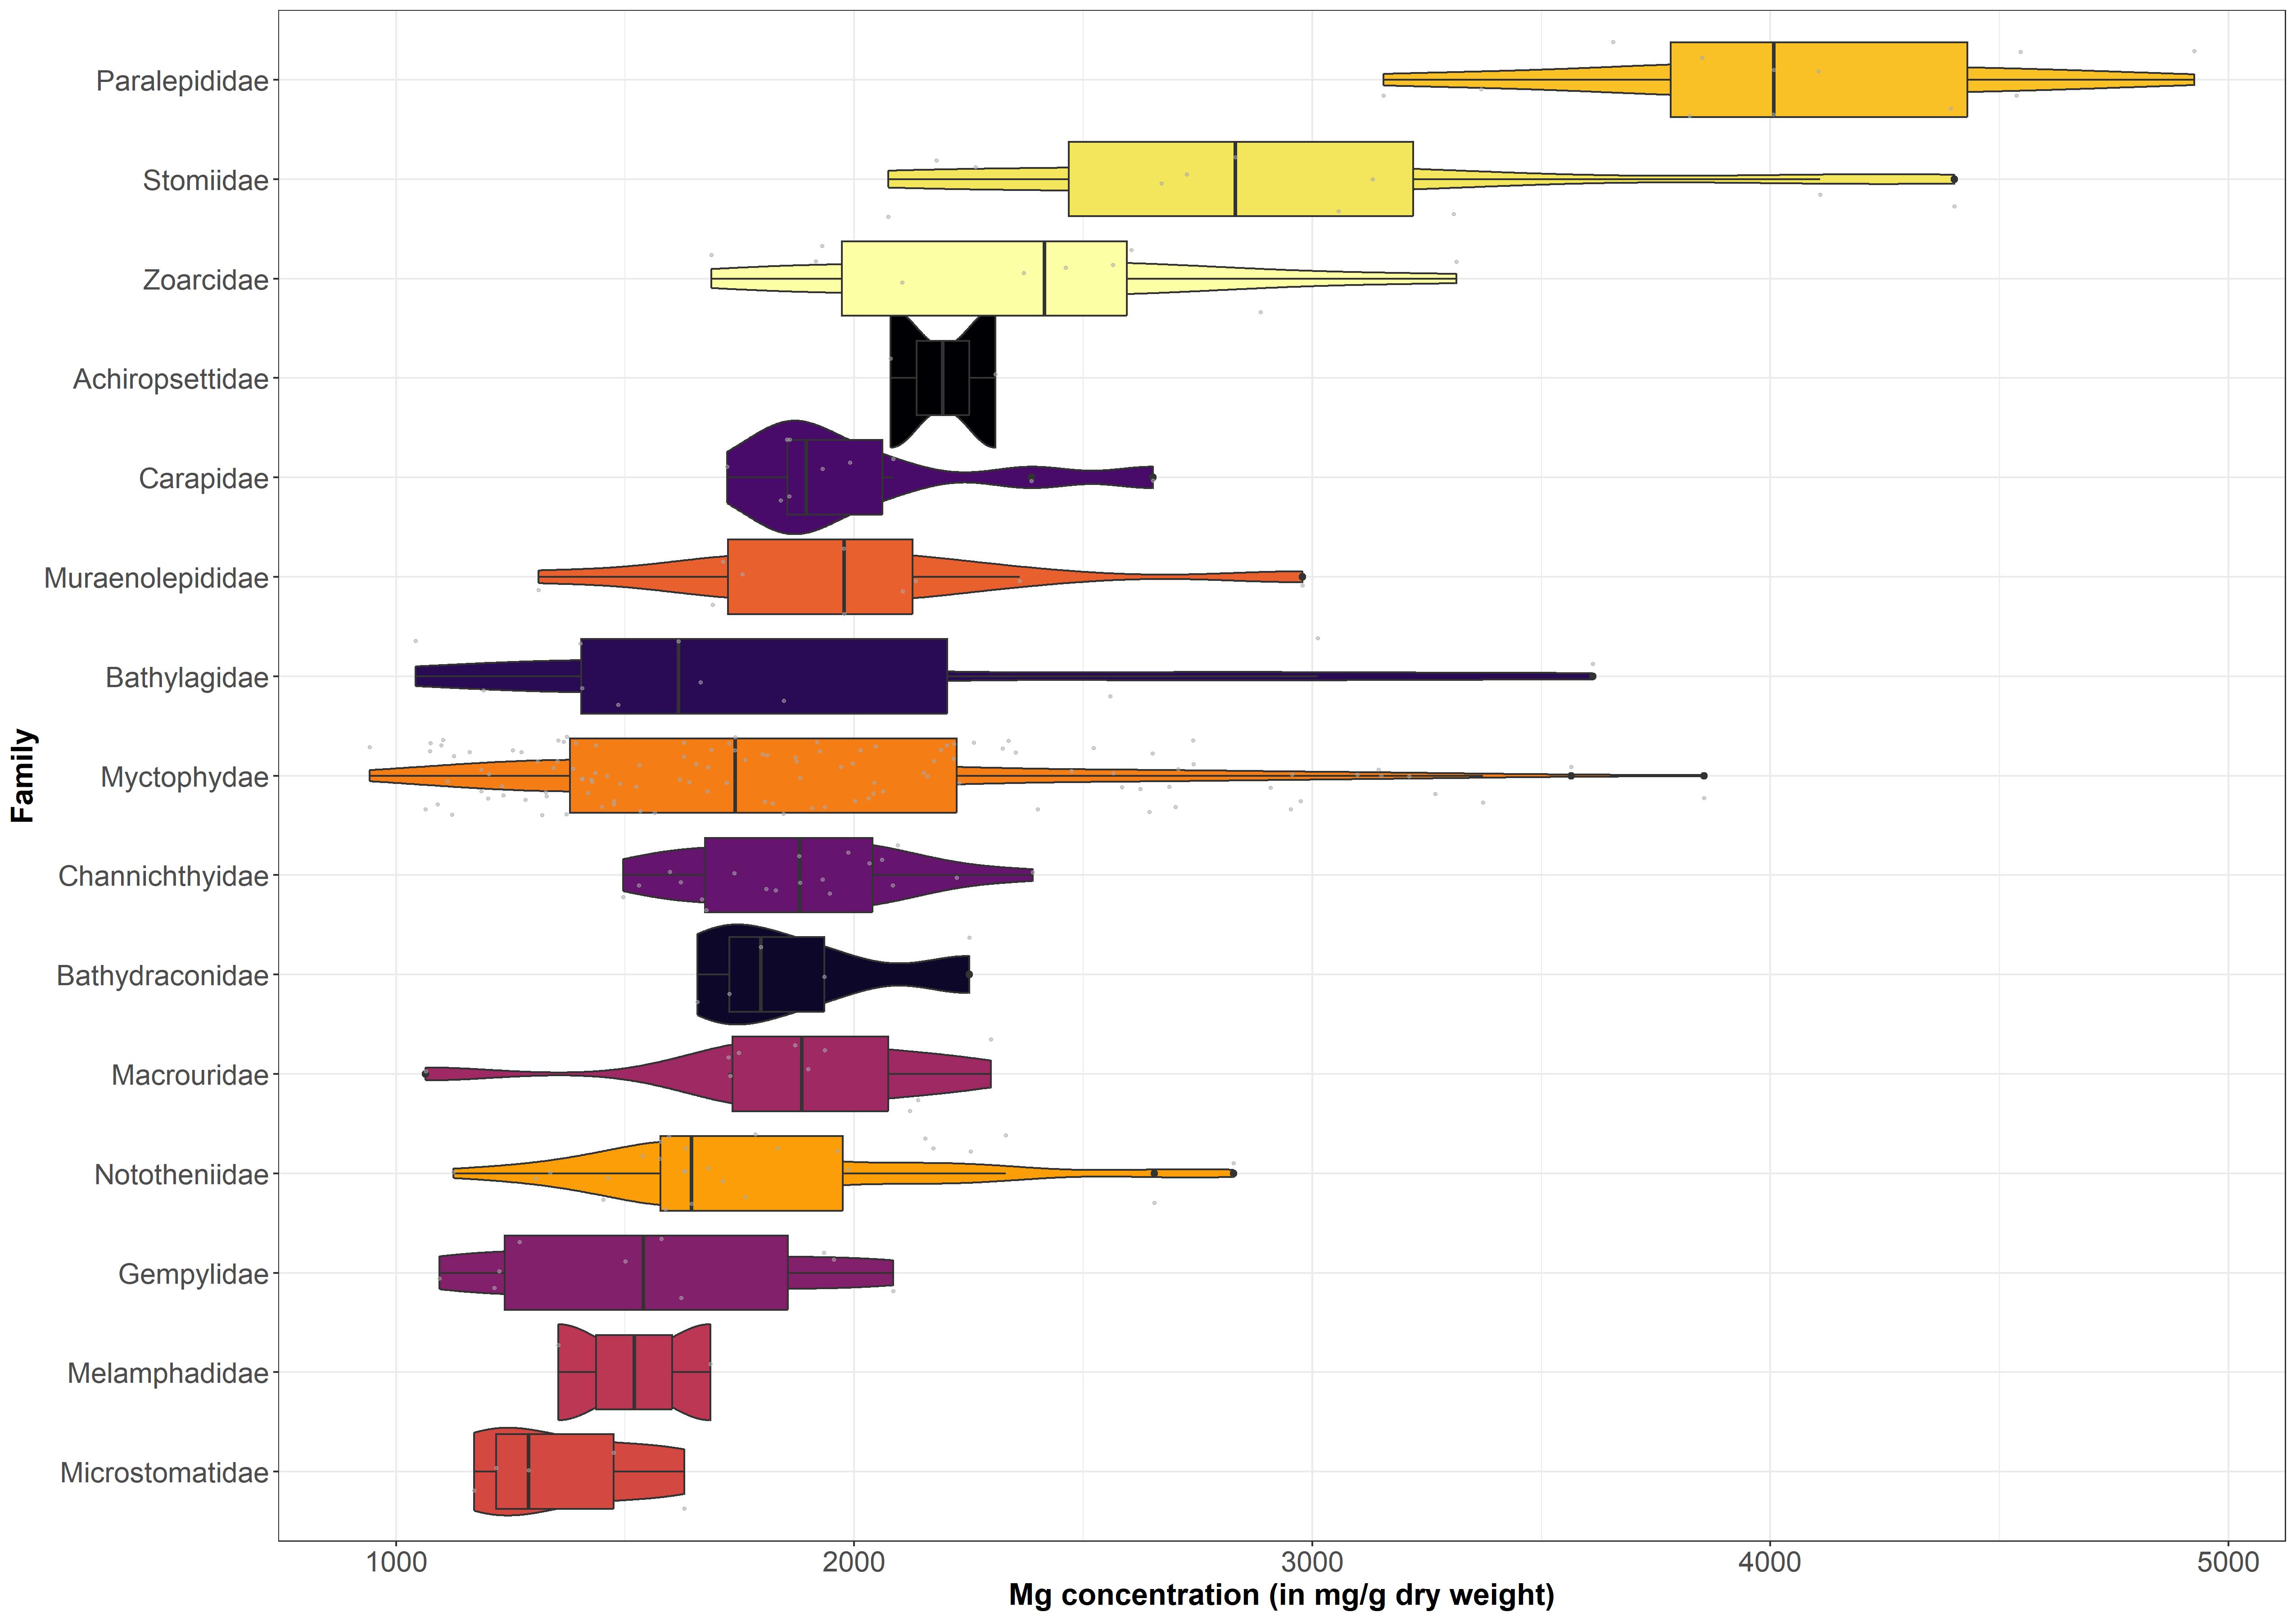 Paralepididae
Stomiidae
Zoarcidae
Achiropsettidae
Carapidae
Muraenolepididae
Bathylagidae
Myctophydae
Channichthyidae
Bathydraconidae
Macrouridae
Nototheniidae
Gempylidae
Melamphadidae
Microstomatidae
Family
1000 2000 3000 4000 5000
Mg concentration (in mg/g dry weight)